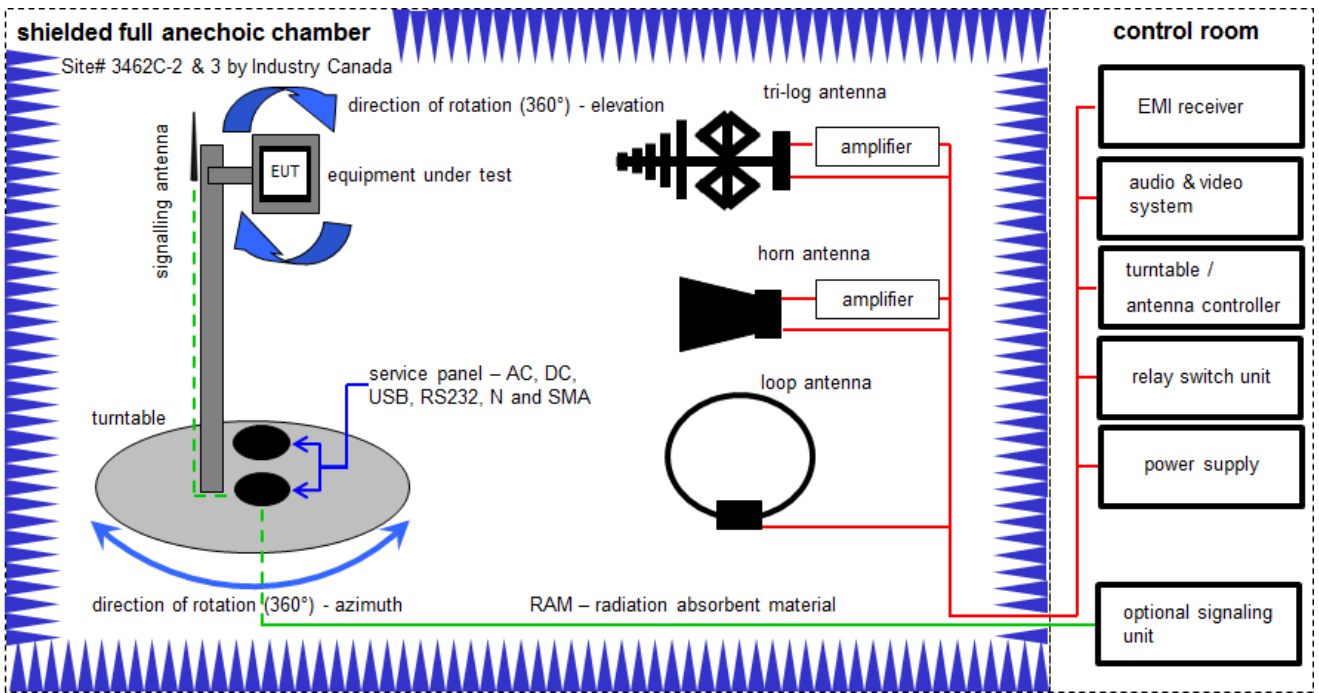 shielded full anechoic chamber
Site# 3462C-2 & 3 by Industry Canada
direction of rotation (360°) - elevation
signalling antenna
EUT
equipment under test
service panel – AC, DC,
USB, RS232, N and SMA
turntable
direction of rotation (360°) - azimuth
tri-log antenna
amplifier
horn antenna
amplifier
loop antenna
RAM – radiation absorbent material
control room
EMI receiver
audio & video
system
turntable /
antenna controller
relay switch unit
power supply
optional signaling
unit